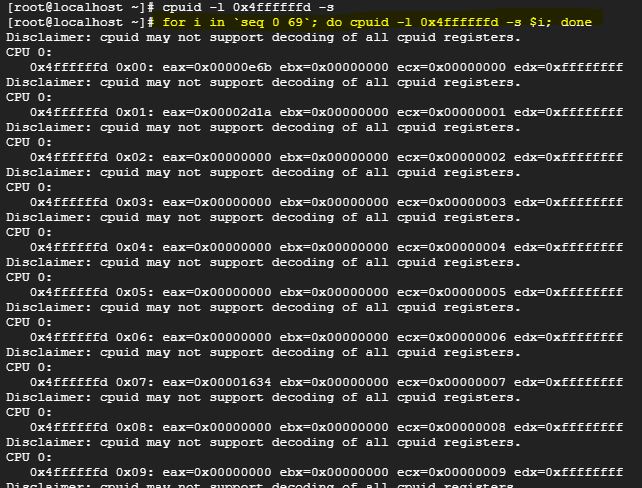 [root@localhost ~]# cpuid -l 0x4ffffffd -s
[root@localhost ~]# for i in `seq 0 69`; do cpuid -l 0x4ffffffd -s $i; done
Disclaimer: cpuid may not support decoding of all cpuid registers.
CPU 0:
0x4ffffffd 0x00: eax=0x00000e6b ebx=0x00000000 ecx=0x00000000 edx=0xffffffff
Disclaimer: cpuid may not support decoding of all cpuid registers.
CPU 0:
0x4ffffffd 0x01: eax=0x00002d1a ebx=0x00000000 ecx=0x00000001 edx=0xffffffff
Disclaimer: cpuid may not support decoding of all cpuid registers.
CPU 0:
0x4ffffffd 0x02: eax=0x00000000 ebx=0x00000000 ecx=0x00000002 edx=0xffffffff
Disclaimer: cpuid may not support decoding of all cpuid registers.
CPU 0:
0x4ffffffd 0x03: eax=0x00000000 ebx=0x00000000 ecx=0x00000003 edx=0xffffffff
Disclaimer: cpuid may not support decoding of all cpuid registers.
CPU 0:
0x4ffffffd 0x04: eax=0x00000000 ebx=0x00000000 ecx=0x00000004 edx=0xffffffff
Disclaimer: cpuid may not support decoding of all cpuid registers.
CPU 0:
0x4ffffffd 0x05: eax=0x00000000 ebx=0x00000000 ecx=0x00000005 edx=0xffffffff
Disclaimer: cpuid may not support decoding of all cpuid registers.
CPU 0:
0x4ffffffd 0x06: eax=0x00000000 ebx=0x00000000 ecx=0x00000006 edx=0xffffffff
Disclaimer: cpuid may not support decoding of all cpuid registers.
CPU 0:
0x4ffffffd 0x07: eax=0x00001634 ebx=0x00000000 ecx=0x00000007 edx=0xffffffff
Disclaimer: cpuid may not support decoding of all cpuid registers.
CPU 0:
0x4ffffffd 0x08: eax=0x00000000 ebx=0x00000000 ecx=0x00000008 edx=0xffffffff
Disclaimer: cpuid may not support decoding of all cpuid registers.
CPU 0:
0x4ffffffd 0x09: eax=0x00000000 ebx=0x00000000 ecx=0x00000009 edx=0xffffffff
Disclaimer: cpuid may not support decoding of all cpuid registers.